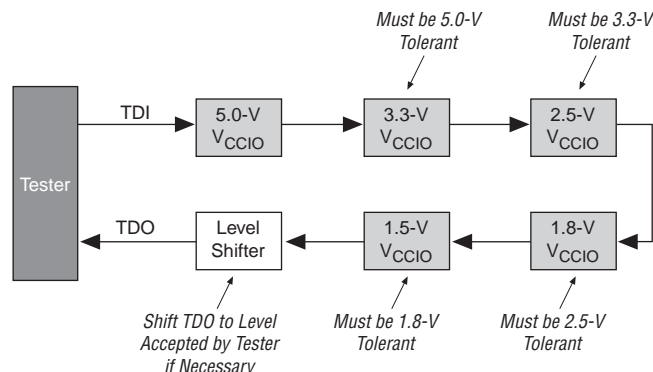 Must be 5.0-V
Tolerant
Must be 3.3-V
Tolerant
Tester
TDI
5.0-V
VCCIO
3.3-V
VCCIO
2.5-V
VCCIO
TDO
Level
Shifter
1.5-V
VCCIO
1.8-V
VCCIO
Shift TDO to Level
Accepted by Tester
if Necessary
Must be 1.8-V
Tolerant
Must be 2.5-V
Tolerant